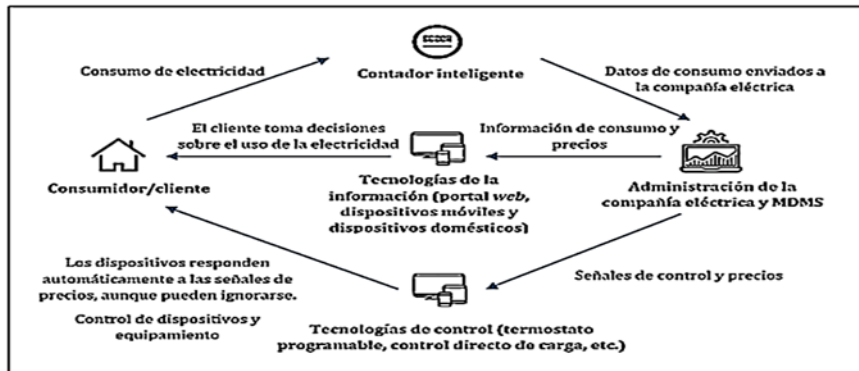 Contador inteligente
Consumo de electricidad
Datos de consumo enviados a
la compañía eléctrica
El cliente toma decisiones
sobre el uso de la electricidad
Información de consumo y
precios
Consumidor/cliente
Tecnologías de la
información (portal web,
dispositivos móviles y
dispositivos domésticos)
Administración de la
compañía eléctrica y MDMS
Los dispositivos responden
automáticamente a las señales de
precios, aunque pueden ignorarse.
Control de dispositivos y
equipamiento
Señales de control y precios
Tecnologías de control (termostato
programable, control directo de carga, etc.)